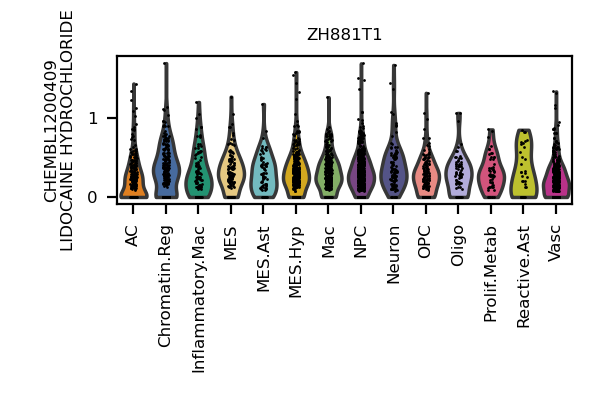 ZH881T1
CHEMBL1200409
LIDOCAINE HYDROCHLORIDE
1
0
AC
Chromatin.Reg
Inflammatory.Mac
MES
MES.Ast
MES.Hyp
Mac
NPC
Neuron
OPC
Oligo
Prolif.Metab
Reactive.Ast
Vasc